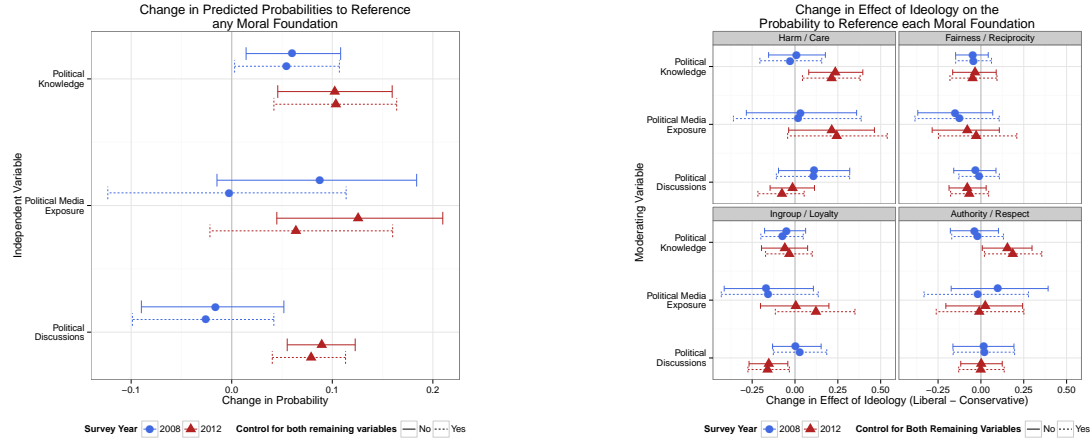 Change in Predicted Probabilities to Reference
any Moral Foundation
Independent Variable
Political
Knowledge
Political Media
Exposure
Political
Discussions
−0.1
0.0
0.1
0.2
Change in Probability
Survey Year
2008
2012
Control for both remaining variables
No
Yes
Change in Effect of Ideology on the
Probability to Reference each Moral Foundation
Moderating Variable
Harm / Care
Fairness / Reciprocity
Political
Knowledge
Political Media
Exposure
Political
Discussions
Ingroup / Loyalty
Authority / Respect
Political
Knowledge
Political Media
Exposure
Political
Discussions
−0.25
0.00
0.25
0.50
−0.25
0.00
0.25
0.50
Change in Effect of Ideology (Liberal − Conservative)
Survey Year
2008
2012
Control for Both Remaining Variables
No
Yes